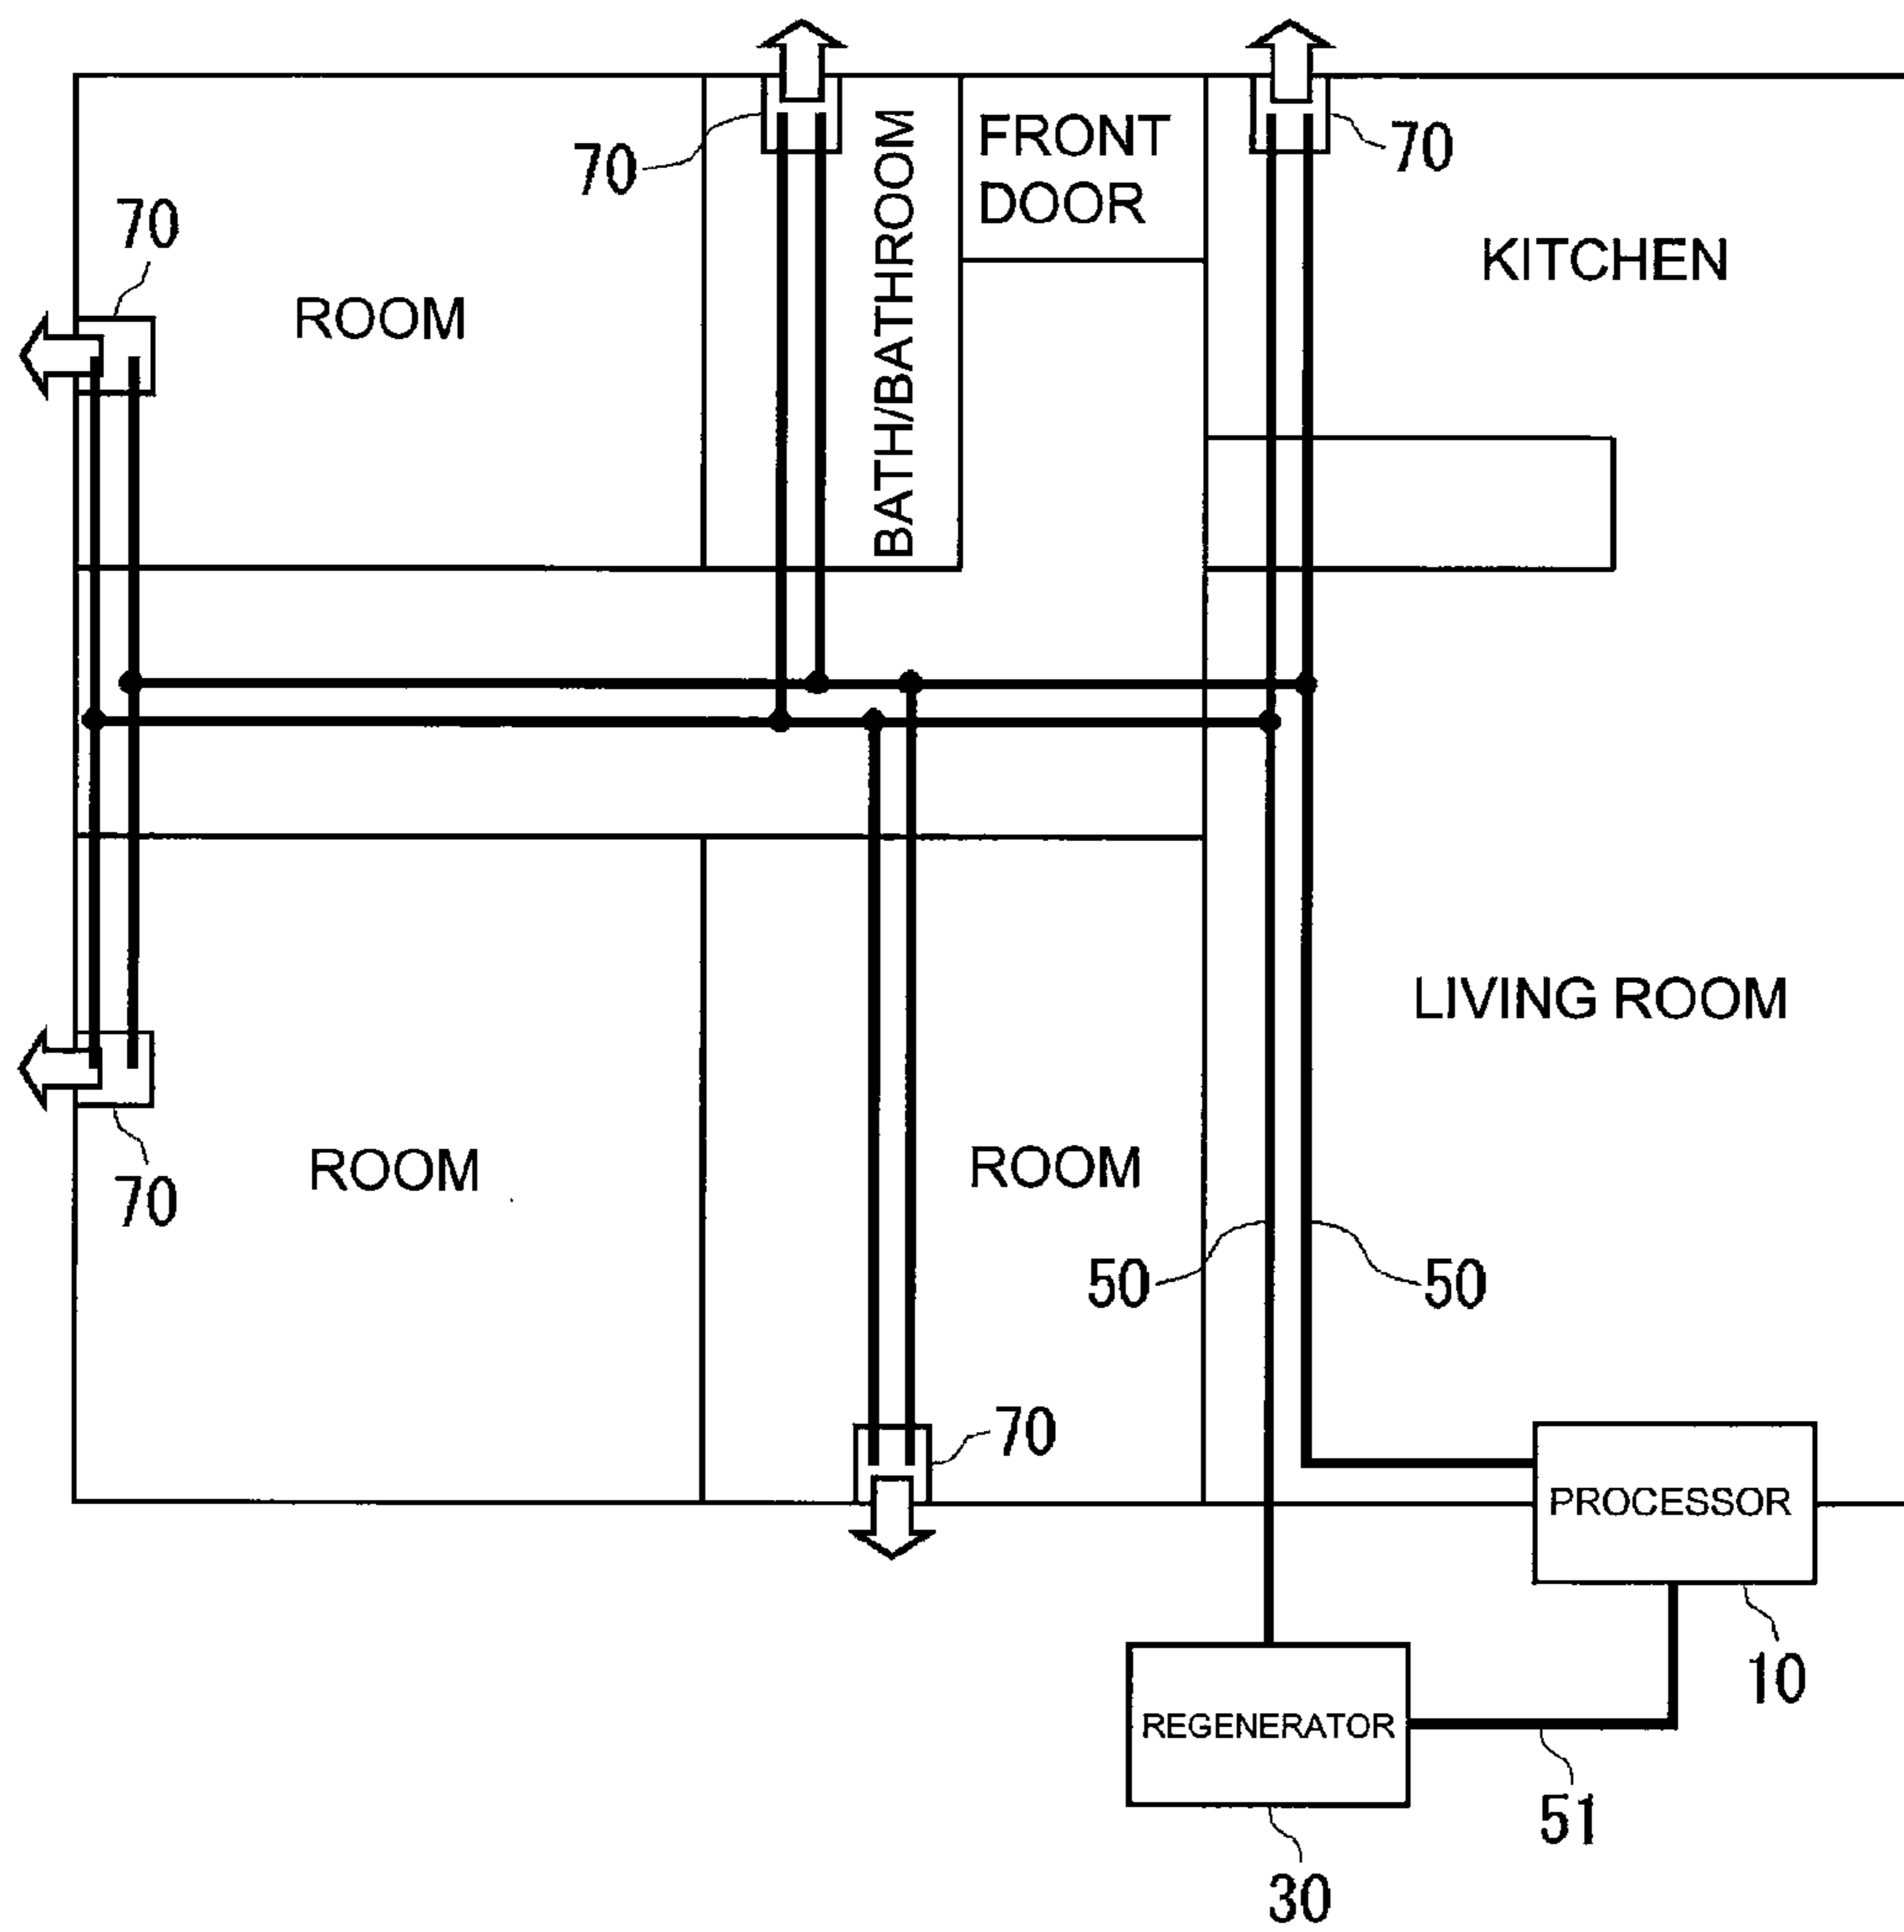 70
70
FRONT
DOOR
70
KITCHEN
ROOM
BATH/BATHROOM
LIVING ROOM
70
ROOM
ROOM
50
50
70
PROCESSOR
10
REGENERATOR
51
30